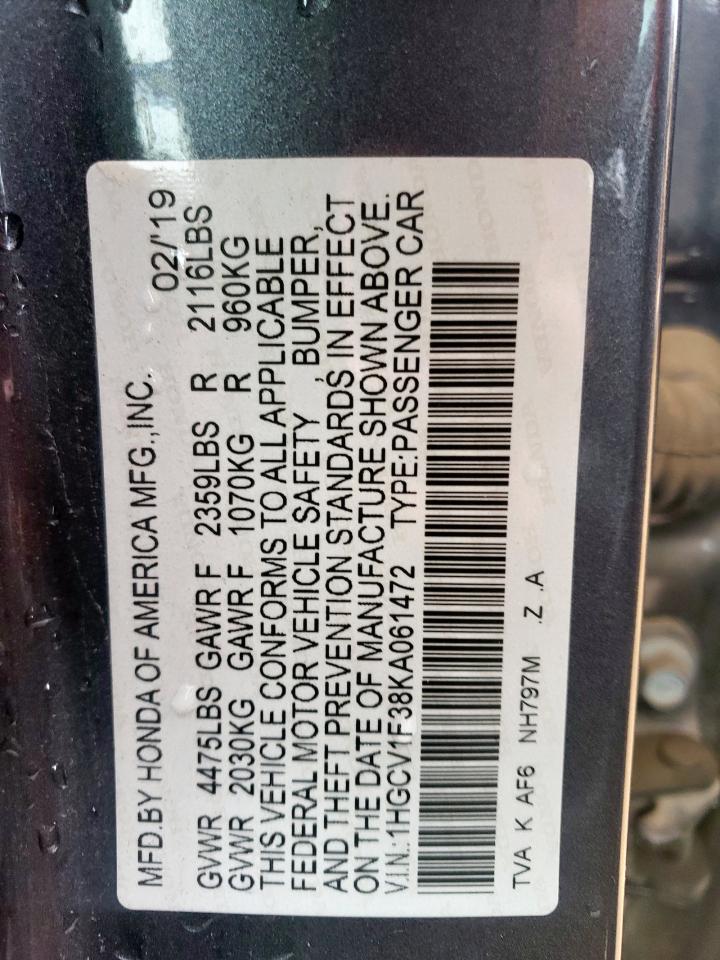 MFD.BY HONDA OF AMERICA MFG.,INC. 02/'19
GVWR 4475LBS GAWR F 2359LBS R 2116LBS
GVWR 2030KG GAWR F 1070KG R 960KG
THIS VEHICLE CONFORMS TO ALL APPLICABLE
FEDERAL MOTOR VEHICLE SAFETY , BUMPER,
AND THEFT PREVENTION STANDARDS IN EFFECT
ON THE DATE OF MANUFACTURE SHOWN ABOVE.
V.I.N.:1HGCV1F38KA061472 TYPE:PASSENGER CAR
TVA K AF6 NH797M .Z .A